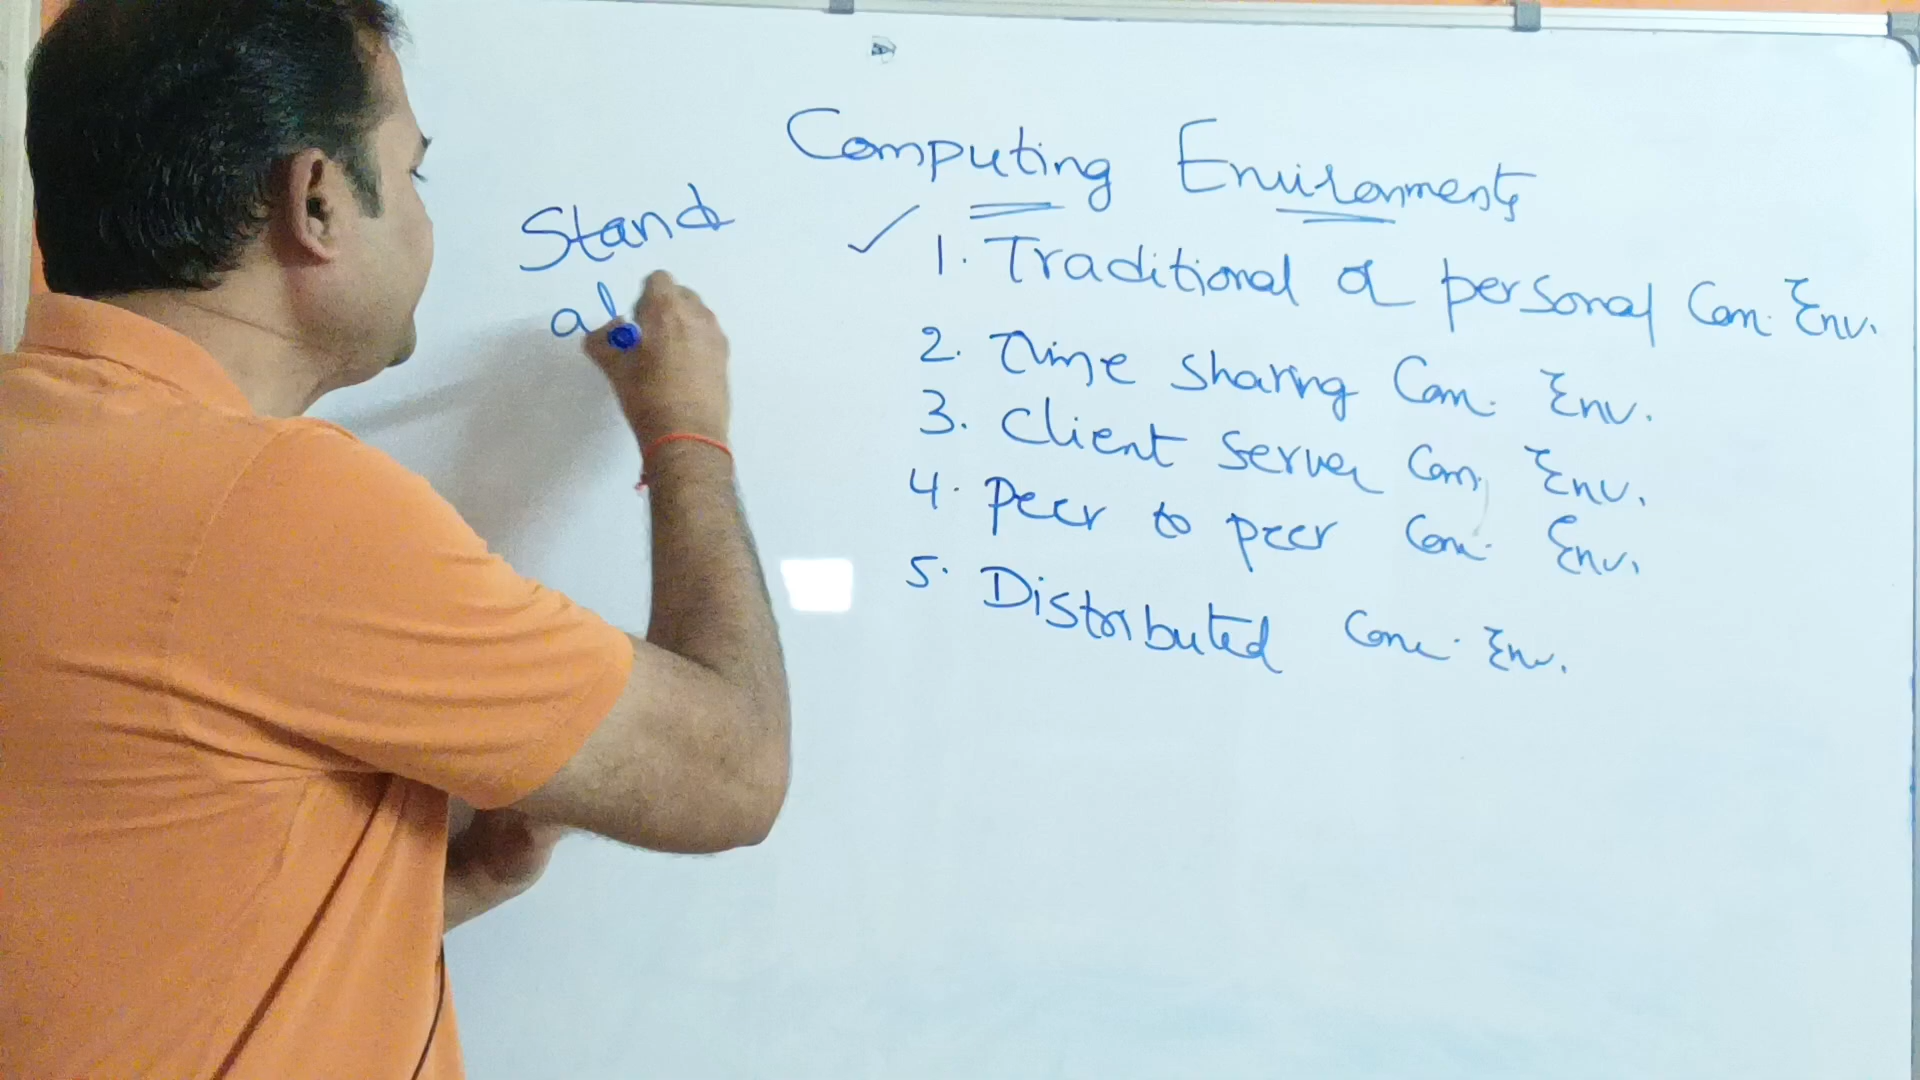 Computing Environments
1. Traditional or personal Com. Env.
2. Time sharing Com. Env.
3. Client server Com. Env.
4. Peer to peer Com. Env.
5. Distributed Com. Env.
Stand
al